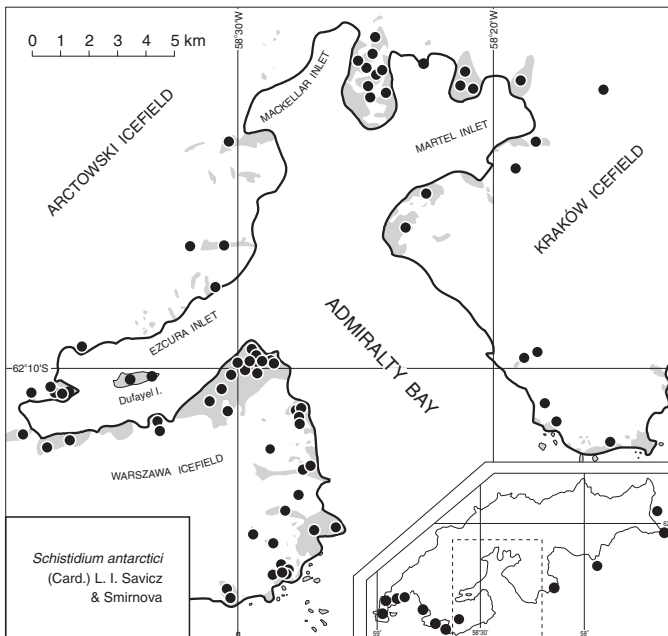 58°30'W
58°20'W
0 1 2 3 4 5 km
MACKELLAR INLET
ARCTOWSKI ICEFIELD
MARTEL INLET
KRAKÓW ICEFIELD
ADMIRALTY BAY
EZCURA INLET
62°10'S
Dufayel I.
WARSZAWA ICEFIELD
Schistidium antarctici
(Card.) L. I. Savicz
& Smirnova
59°
58°30'
58°